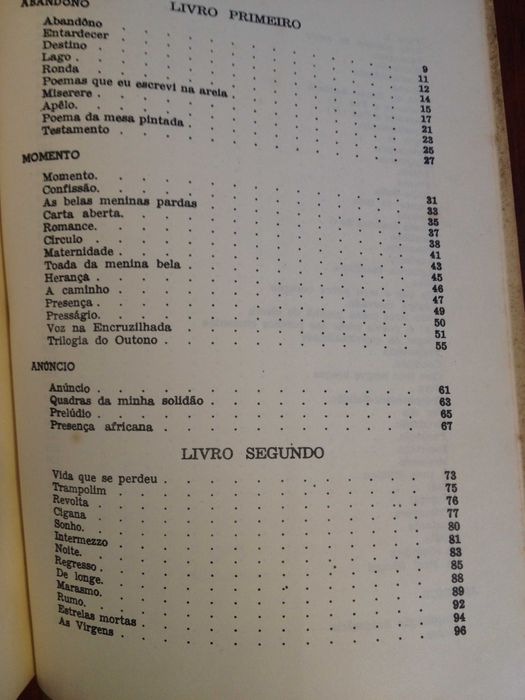 LIVRO PRIMEIRO
ABANDÔNO
Abandôno 9
Entardecer 11
Destino 12
Lago 14
Ronda 15
Poemas que eu escrevi na areia 17
Miserere 21
Apêlo 23
Poema da mesa pintada 25
Testamento 27
MOMENTO
Momento 31
Confissão 33
As belas meninas pardas 35
Carta aberta 37
Romance 38
Circulo 41
Maternidade 43
Toada da menina bela 45
Herança 46
A caminho 47
Presença 49
Presságio 50
Voz na Encruzilhada 51
Trilogia do Outono 55
ANÚNCIO
Anúncio 61
Quadras da minha solidão 63
Prelúdio 65
Presença africana 67
LIVRO SEGUNDO
Vida que se perdeu 73
Trampolim 75
Revolta 76
Cigana 77
Sonho 80
Intermezzo 81
Noite 83
Regresso 85
De longe 88
Marasmo 89
Rumo 92
Estrelas mortas 94
As Virgens 96